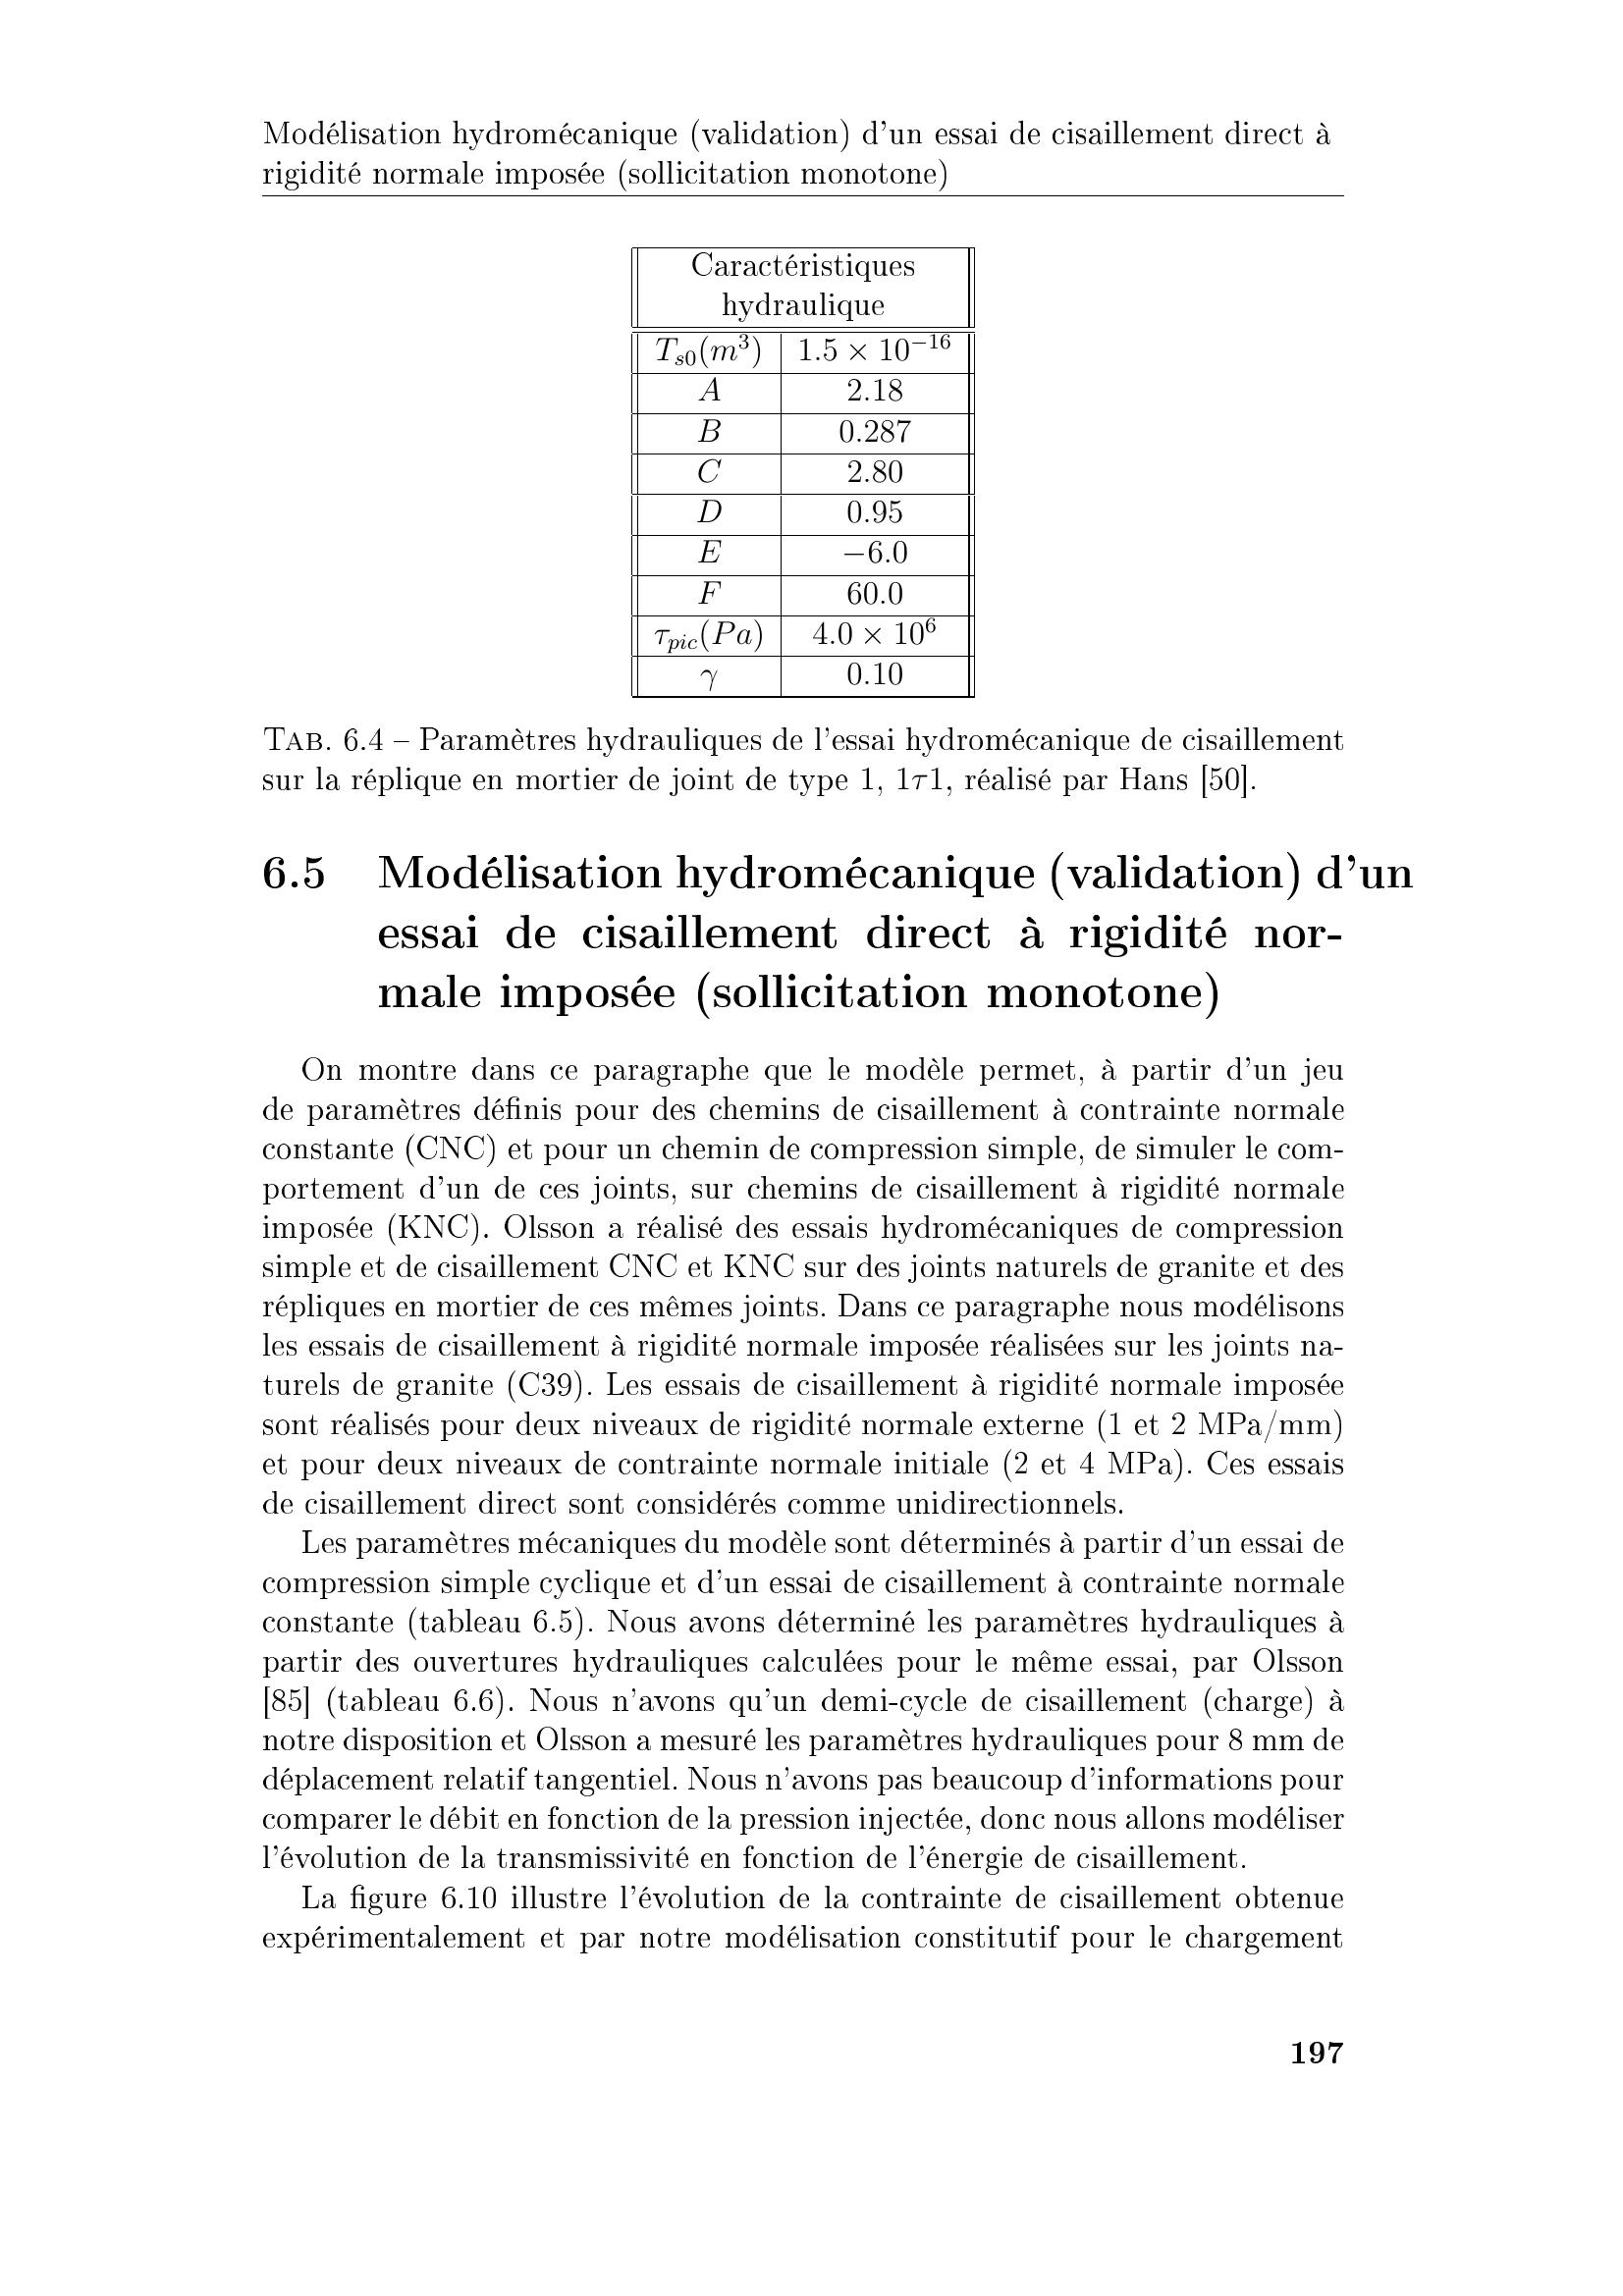 Modélisation hydromécanique (validation) d'un essai de cisaillement direct à
rigidité normale imposée (sollicitation monotone)
Caractéristiques
hydraulique
T_{s0}(m^3) 1.5 × 10^{−16}
A 2.18
B 0.287
C 2.80
D 0.95
E −6.0
F 60.0
τ_{pic}(Pa) 4.0 × 10^6
γ 0.10
TAB. 6.4 – Paramètres hydrauliques de l'essai hydromécanique de cisaillement
sur la réplique en mortier de joint de type 1, 1τ1, réalisé par Hans [50].
6.5 Modélisation hydromécanique (validation) d'un
essai de cisaillement direct à rigidité nor-
male imposée (sollicitation monotone)
On montre dans ce paragraphe que le modèle permet, à partir d'un jeu
de paramètres définis pour des chemins de cisaillement à contrainte normale
constante (CNC) et pour un chemin de compression simple, de simuler le com-
portement d'un de ces joints, sur chemins de cisaillement à rigidité normale
imposée (KNC). Olsson a réalisé des essais hydromécaniques de compression
simple et de cisaillement CNC et KNC sur des joints naturels de granite et des
répliques en mortier de ces mêmes joints. Dans ce paragraphe nous modélisons
les essais de cisaillement à rigidité normale imposée réalisées sur les joints na-
turels de granite (C39). Les essais de cisaillement à rigidité normale imposée
sont réalisés pour deux niveaux de rigidité normale externe (1 et 2 MPa/mm)
et pour deux niveaux de contrainte normale initiale (2 et 4 MPa). Ces essais
de cisaillement direct sont considérés comme unidirectionnels.
Les paramètres mécaniques du modèle sont déterminés à partir d'un essai de
compression simple cyclique et d'un essai de cisaillement à contrainte normale
constante (tableau 6.5). Nous avons déterminé les paramètres hydrauliques à
partir des ouvertures hydrauliques calculées pour le même essai, par Olsson
[85] (tableau 6.6). Nous n'avons qu'un demi-cycle de cisaillement (charge) à
notre disposition et Olsson a mesuré les paramètres hydrauliques pour 8 mm de
déplacement relatif tangentiel. Nous n'avons pas beaucoup d'informations pour
comparer le débit en fonction de la pression injectée, donc nous allons modéliser
l'évolution de la transmissivité en fonction de l'énergie de cisaillement.
La figure 6.10 illustre l'évolution de la contrainte de cisaillement obtenue
expérimentalement et par notre modélisation constitutif pour le chargement
197